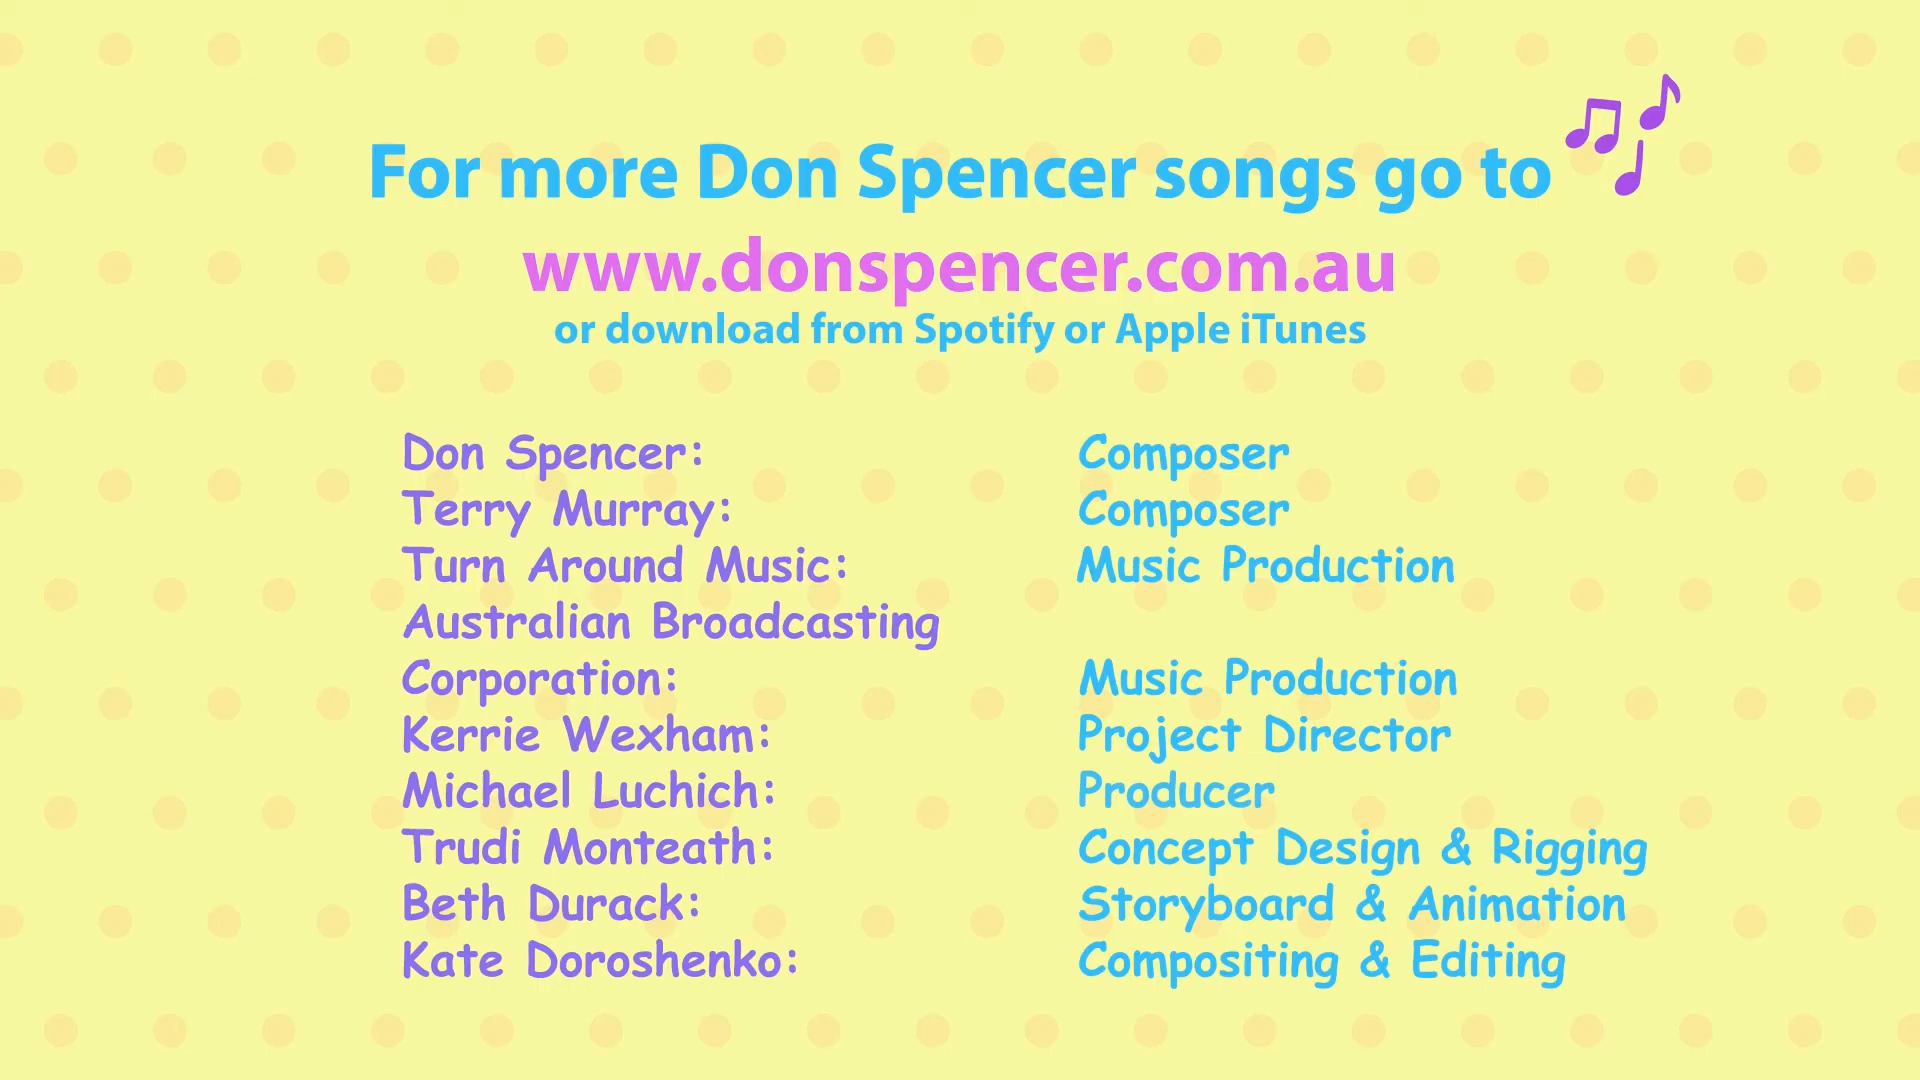 For more Don Spencer songs go to
www.donspencer.com.au
or download from Spotify or Apple iTunes
Don Spencer: Composer
Terry Murray: Composer
Turn Around Music: Music Production
Australian Broadcasting
Corporation: Music Production
Kerrie Wexham: Project Director
Michael Luchich: Producer
Trudi Monteath: Concept Design & Rigging
Beth Durack: Storyboard & Animation
Kate Doroshenko: Compositing & Editing